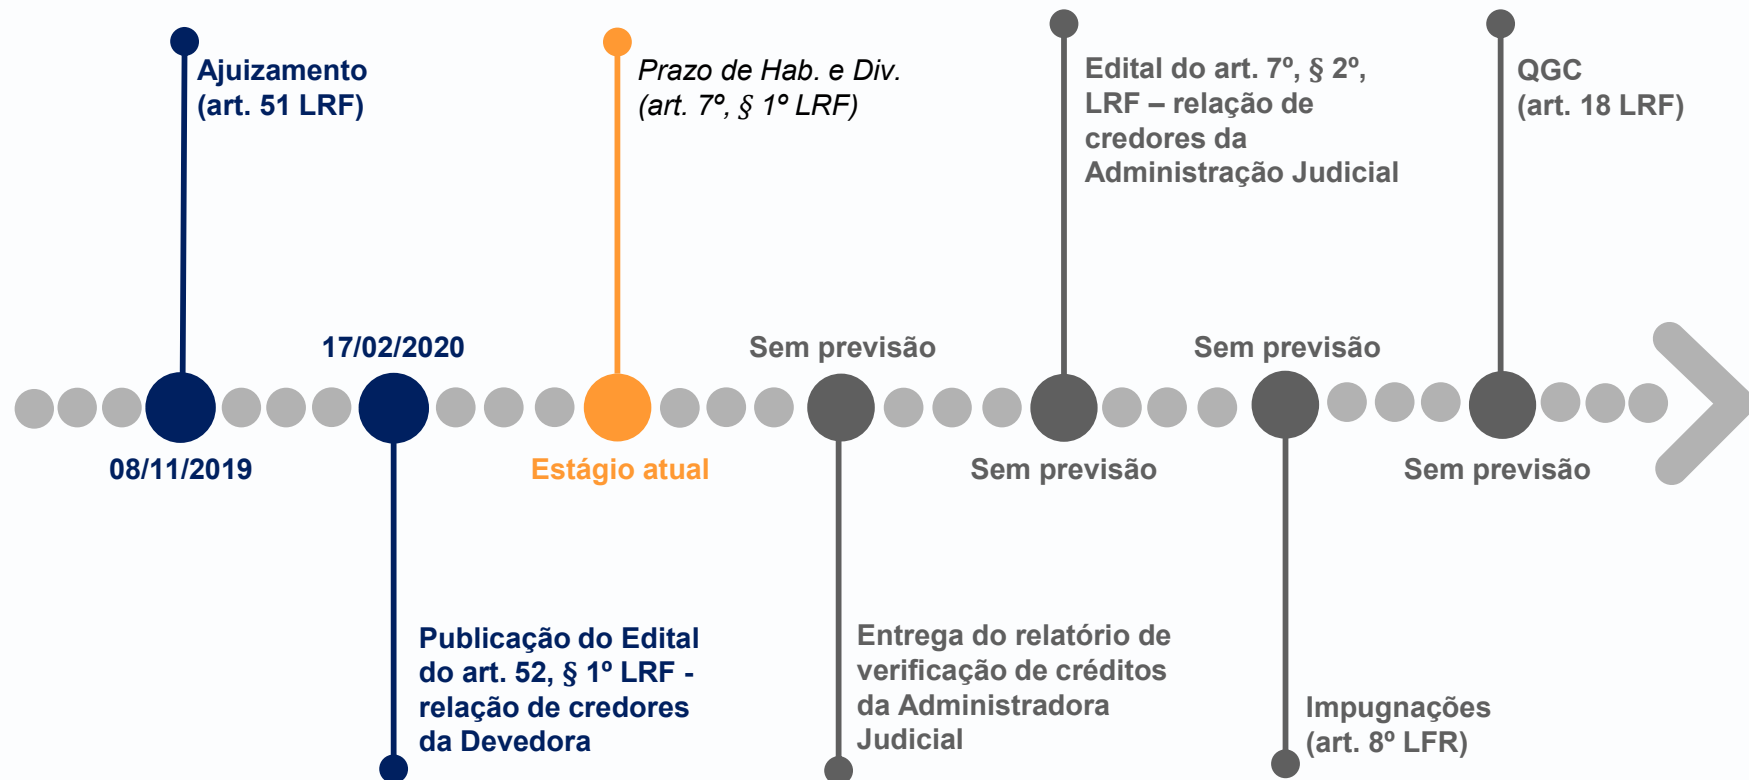 Ajuizamento
(art. 51 LRF)
08/11/2019
17/02/2020
Publicação do Edital
do art. 52, § 1º LRF -
relação de credores
da Devedora
Prazo de Hab. e Div.
(art. 7º, § 1º LRF)
Estágio atual
Sem previsão
Entrega do relatório de
verificação de créditos
da Administradora
Judicial
Edital do art. 7º, § 2º,
LRF – relação de
credores da
Administração Judicial
Sem previsão
Sem previsão
Impugnações
(art. 8º LFR)
QGC
(art. 18 LRF)
Sem previsão